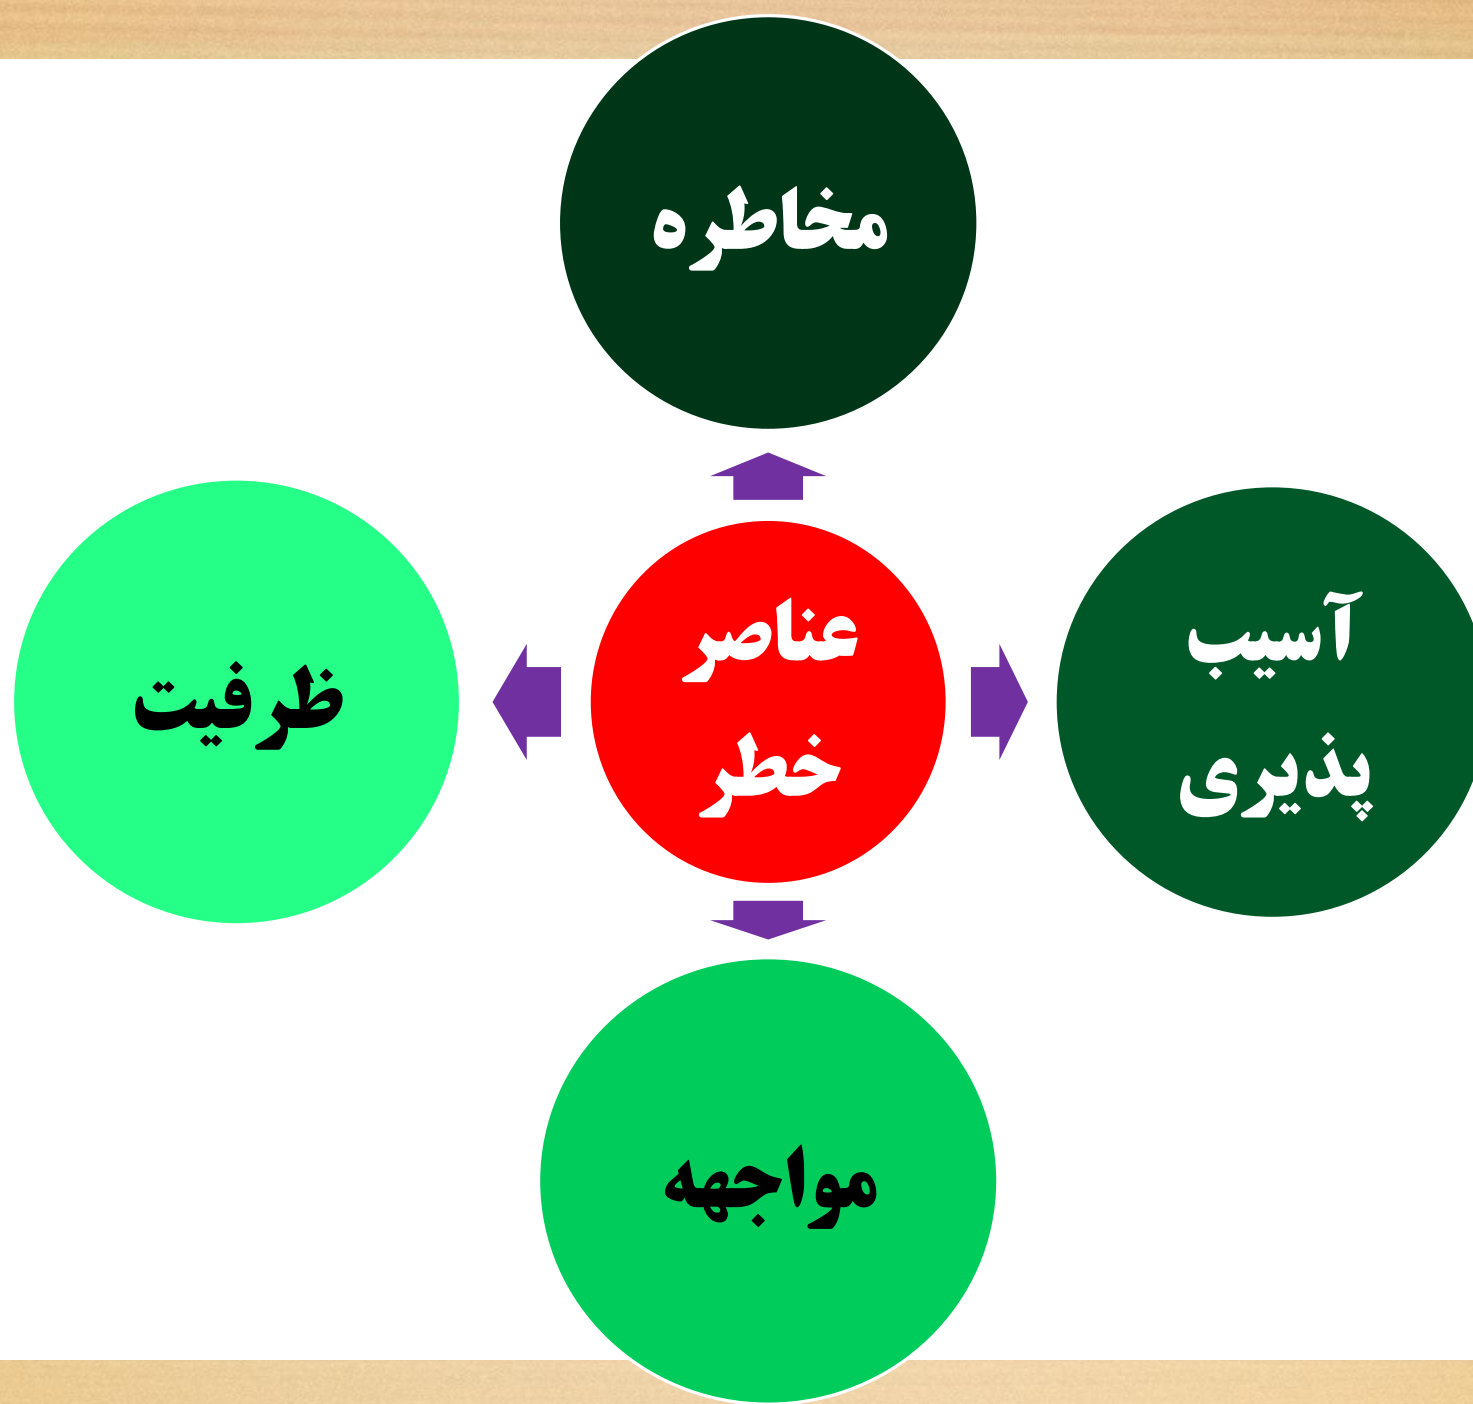 مخاطره
عناصر
خطر
آسیب
پذیری
ظرفیت
مواجهه